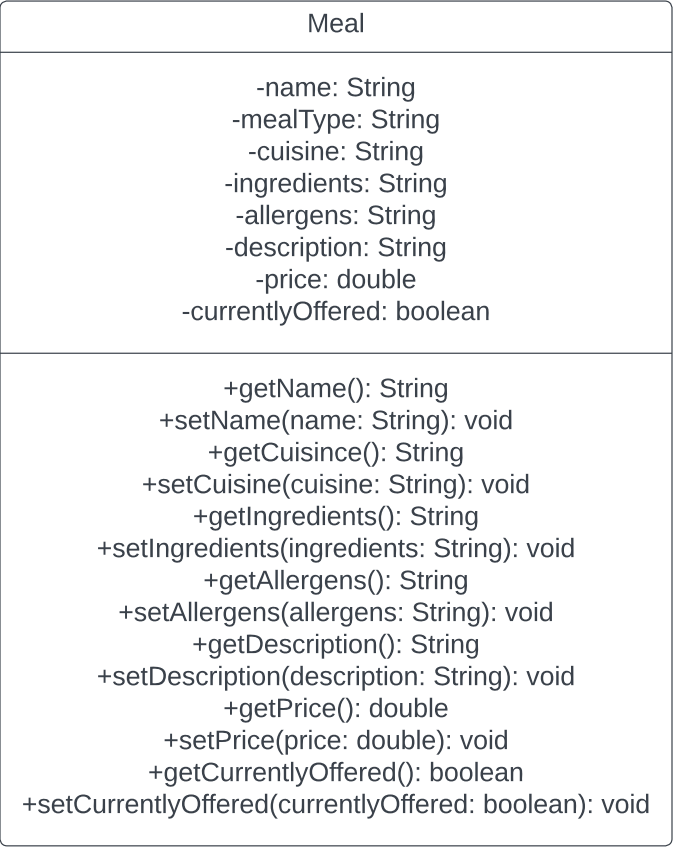 Meal
-name: String
-mealType: String
-cuisine: String
-ingredients: String
-allergens: String
-description: String
-price: double
-currentlyOffered: boolean
+getName(): String
+setName(name: String): void
+getCuisince(): String
+setCuisine(cuisine: String): void
+getIngredients(): String
+setIngredients(ingredients: String): void
+getAllergens(): String
+setAllergens(allergens: String): void
+getDescription(): String
+setDescription(description: String): void
+getPrice(): double
+setPrice(price: double): void
+getCurrentlyOffered(): boolean
+setCurrentlyOffered(currentlyOffered: boolean): void